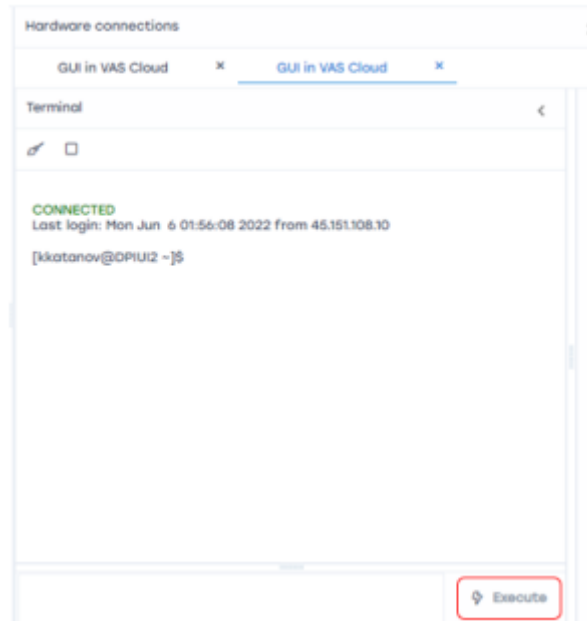 Hardware connections
GUI in VAS Cloud × GUI in VAS Cloud ×
Terminal
CONNECTED
Last login: Mon Jun 6 01:56:08 2022 from 45.151.108.10
[kkatanov@DPIUI2 ~]$
Execute